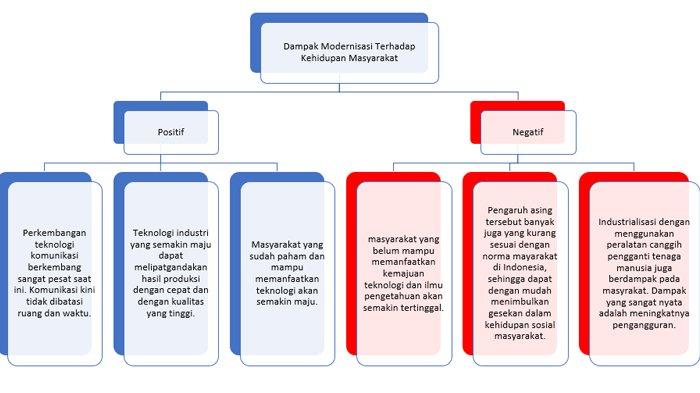 Dampak Modernisasi Terhadap
Kehidupan Masyarakat
Positif
Negatif
Perkembangan
teknologi
komunikasi
berkembang
sangat pesat saat
ini. Komunikasi kini
tidak dibatasi
ruang dan waktu.
Teknologi industri
yang semakin maju
dapat
melipatgandakan
hasil produksi
dengan cepat dan
dengan kualitas
yang tinggi.
Masyarakat yang
sudah paham dan
mampu
memanfaatkan
teknologi akan
semakin maju.
masyarakat yang
belum mampu
memanfaatkan
kemajuan
teknologi dan ilmu
pengetahuan akan
semakin tertinggal.
Pengaruh asing
tersebut banyak
juga yang kurang
sesuai dengan
norma mayarakat
di Indonesia,
sehingga dapat
dengan mudah
menimbulkan
gesekan dalam
kehidupan sosial
masyarakat.
Industrialisasi dengan
menggunakan
peralatan canggih
pengganti tenaga
manusia juga
berdampak pada
masyrakat. Dampak
yang sangat nyata
adalah meningkatnya
pengangguran.